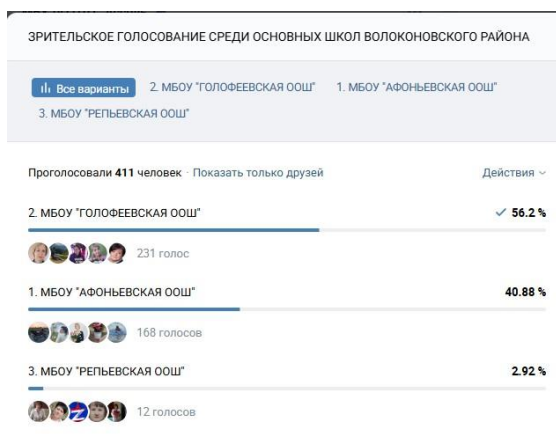 ЗРИТЕЛЬСКОЕ ГОЛОСОВАНИЕ СРЕДИ ОСНОВНЫХ ШКОЛ ВОЛОКОНОВСКОГО РАЙОНА
Все варианты 2. МБОУ "ГОЛОФЕЕВСКАЯ ООШ" 1. МБОУ "АФОНЬЕВСКАЯ ООШ"
3. МБОУ "РЕПЬЕВСКАЯ ООШ"
Проголосовали 411 человек · Показать только друзей Действия
2. МБОУ "ГОЛОФЕЕВСКАЯ ООШ" 56.2 %
231 голос
1. МБОУ "АФОНЬЕВСКАЯ ООШ" 40.88 %
168 голосов
3. МБОУ "РЕПЬЕВСКАЯ ООШ" 2.92 %
12 голосов